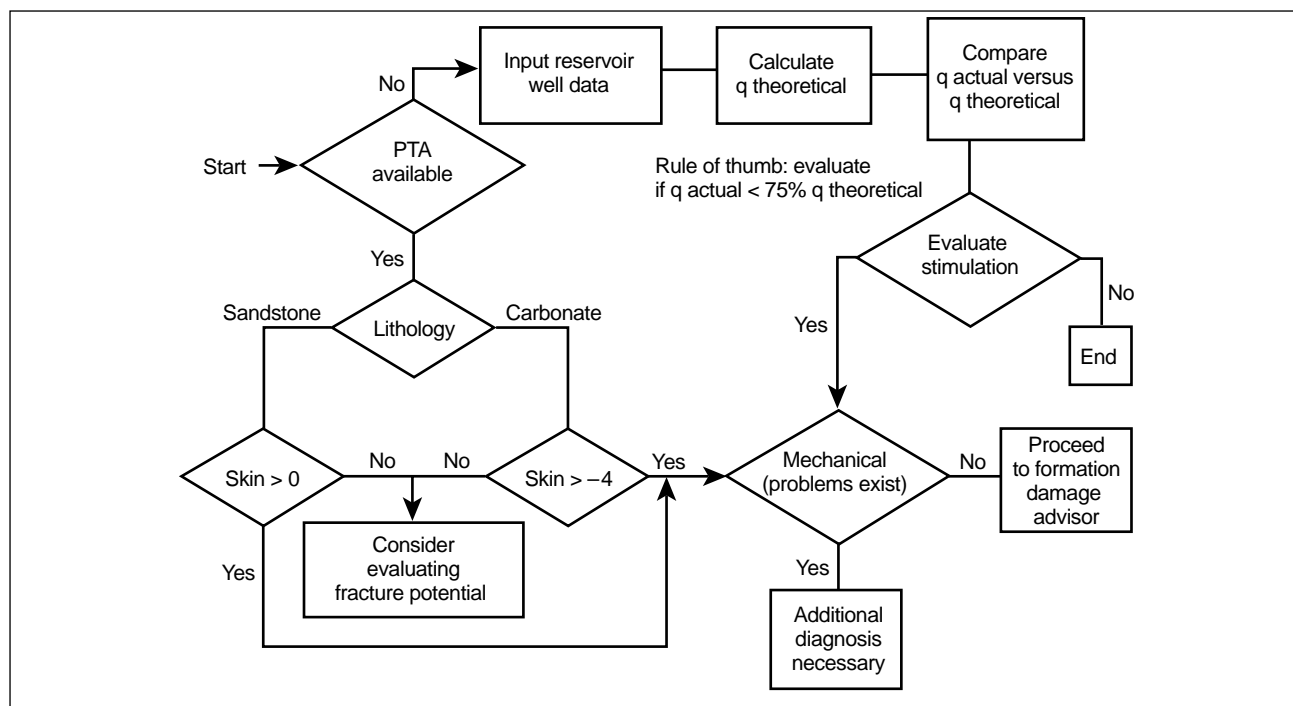 Input reservoir
well data
Calculate
q theoretical
Compare
q actual versus
q theoretical
No
Start
PTA
available
Rule of thumb: evaluate
if q actual < 75% q theoretical
Yes
Evaluate
stimulation
No
Yes
End
Sandstone
Lithology
Carbonate
Skin > 0
No
No
Skin > −4
Yes
Mechanical
(problems exist)
No
Proceed
to formation
damage
advisor
Yes
Consider
evaluating
fracture potential
Yes
Additional
diagnosis
necessary